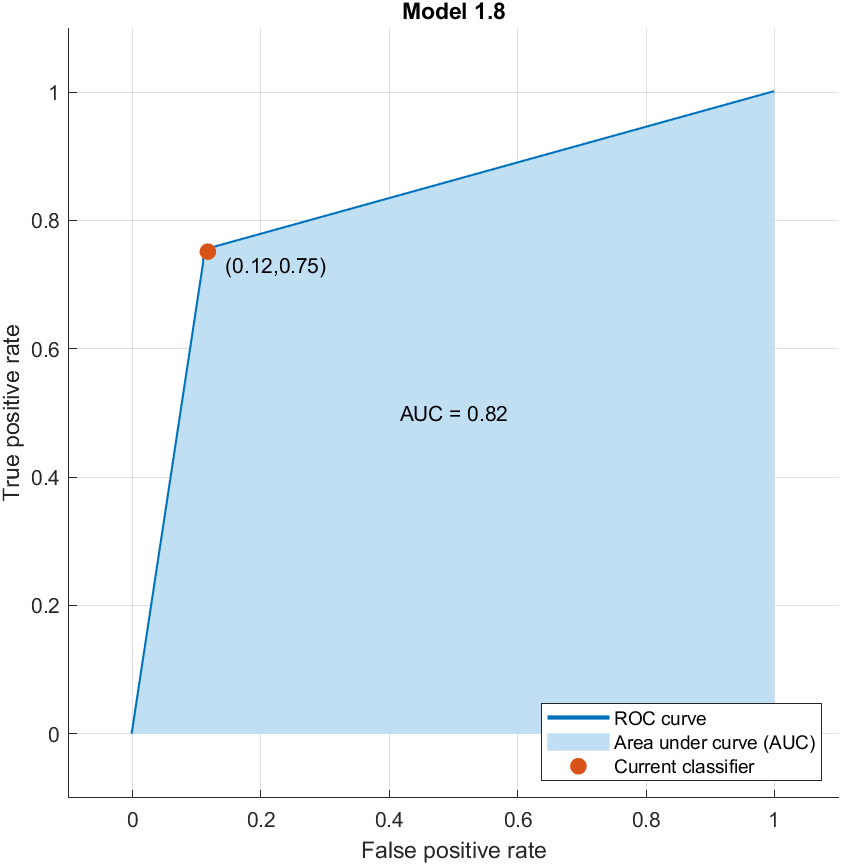 Model 1.8
True positive rate
1
0.8
0.6
0.4
0.2
0
(0.12,0.75)
AUC = 0.82
ROC curve
Area under curve (AUC)
Current classifier
0 0.2 0.4 0.6 0.8 1
False positive rate